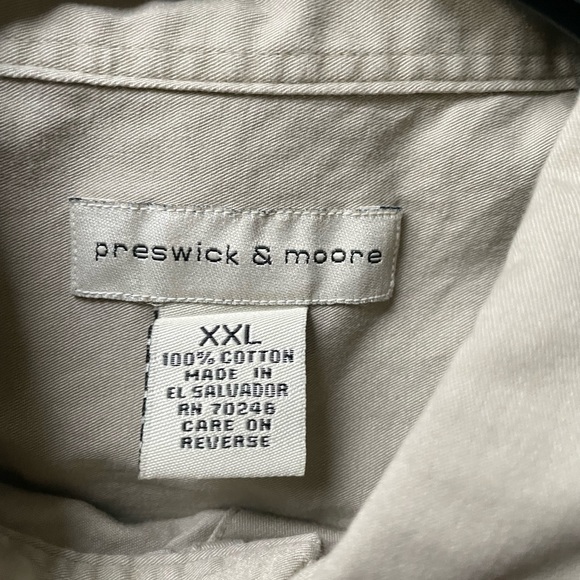 preswick & moore
XXL
100% COTTON
MADE IN
EL SALVADOR
RN 70246
CARE ON
REVERSE